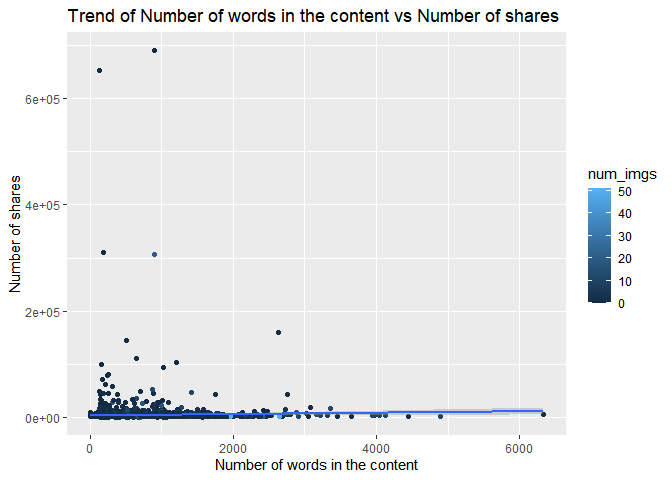 Trend of Number of words in the content vs Number of shares
Number of shares
6e+05
4e+05
2e+05
0e+00
0
2000
4000
6000
Number of words in the content
num_imgs
50
40
30
20
10
0